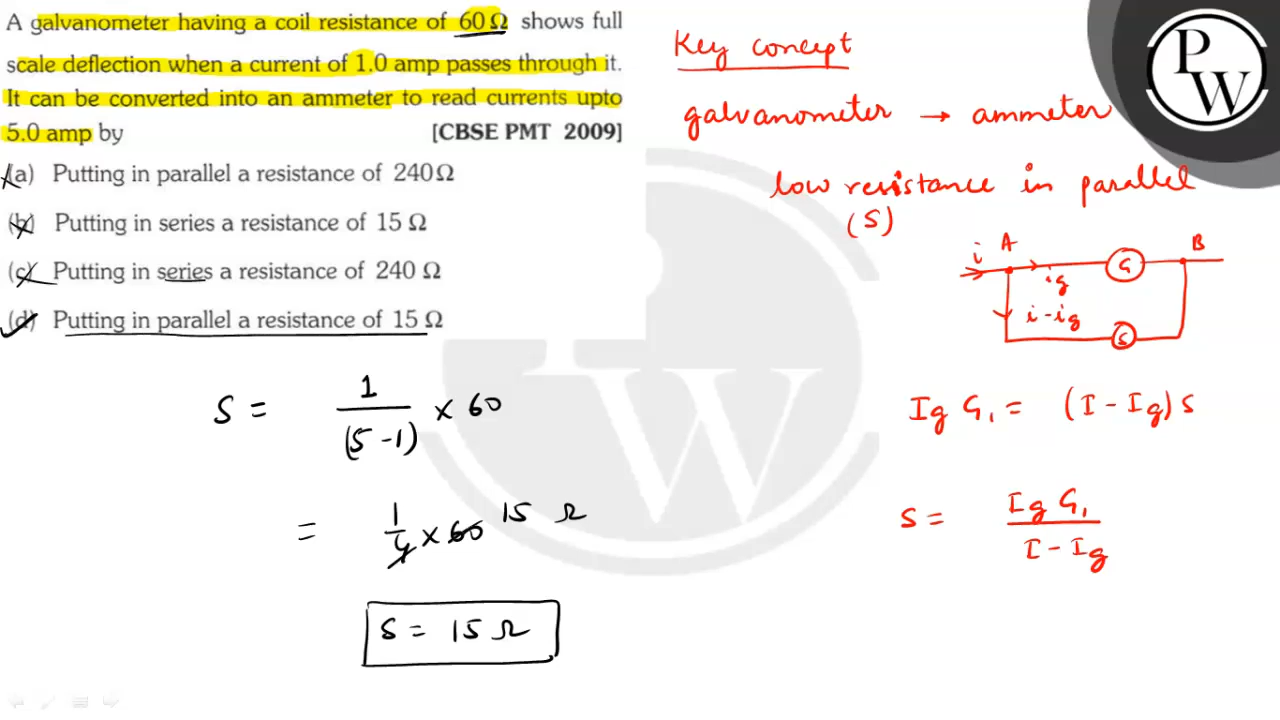 A galvanometer having a coil resistance of 60 Ω shows full
scale deflection when a current of 1.0 amp passes through it.
It can be converted into an ammeter to read currents upto
5.0 amp by [CBSE PMT 2009]
(a) Putting in parallel a resistance of 240 Ω
(b) Putting in series a resistance of 15 Ω
(c) Putting in series a resistance of 240 Ω
(d) Putting in parallel a resistance of 15 Ω
S = 1/(5-1) × 60
= 1/4 × 60 15 Ω
S = 15 Ω
Key concept
galvanometer → ammeter
low resistance in parallel
(S)
i A B
ig G
i - ig
S
Ig G = (I - Ig) S
S = Ig G / I - Ig
PW
W